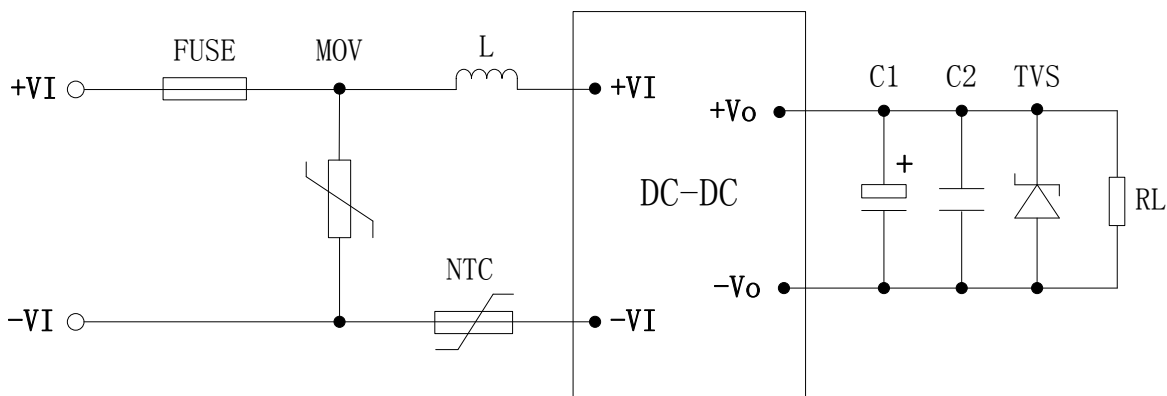 FUSE
MOV
L
+VI
+VI
C1
C2
TVS
+Vo
+
DC-DC
RL
NTC
-Vo
-VI
-VI